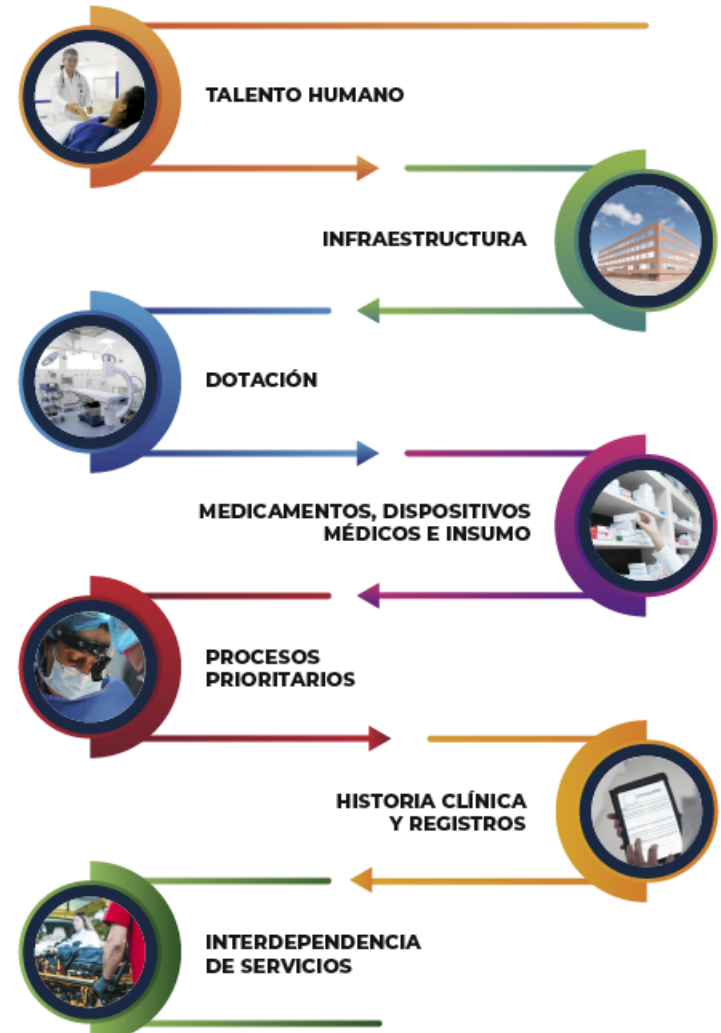 TALENTO HUMANO
INFRAESTRUCTURA
DOTACIÓN
MEDICAMENTOS, DISPOSITIVOS
MÉDICOS E INSUMO
PROCESOS
PRIORITARIOS
HISTORIA CLÍNICA
Y REGISTROS
INTERDEPENDENCIA
DE SERVICIOS